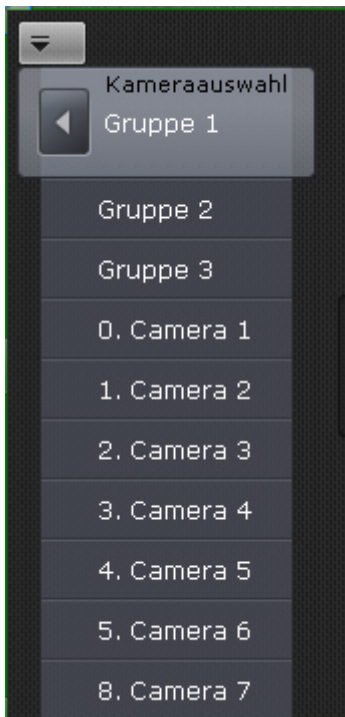 Kameraauswahl
Gruppe 1
Gruppe 2
Gruppe 3
0. Camera 1
1. Camera 2
2. Camera 3
3. Camera 4
4. Camera 5
5. Camera 6
8. Camera 7